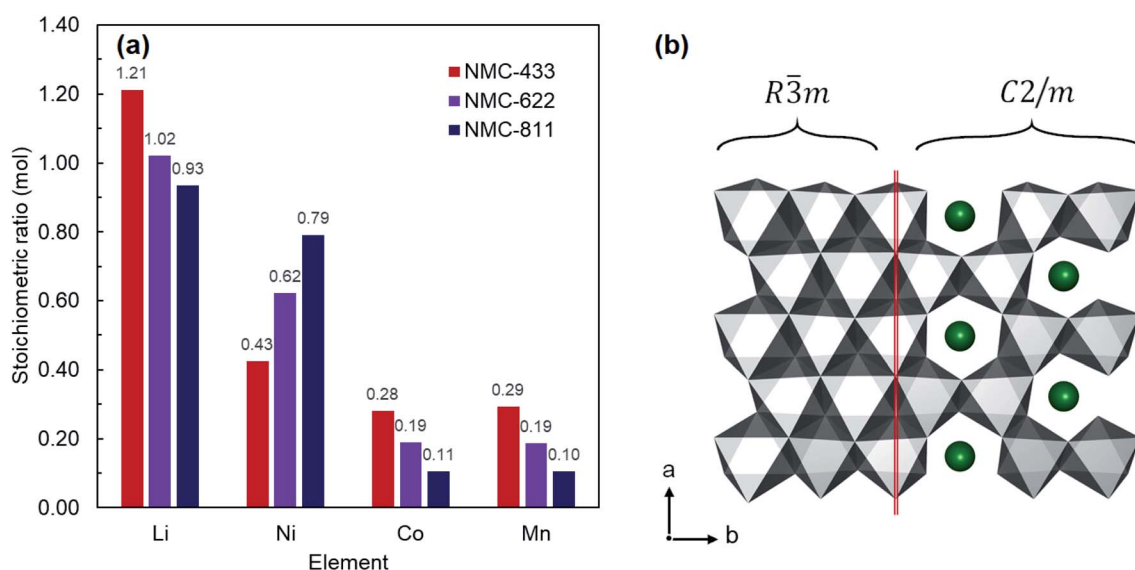 (a)
Stoichiometric ratio (mol)
1.40
1.20
1.00
0.80
0.60
0.40
0.20
0.00
NMC-433
NMC-622
NMC-811
1.21
1.02
0.93
0.43
0.62
0.79
0.28
0.19
0.11
0.29
0.19
0.10
Li Ni Co Mn
Element
(b)
R3̅m C2/m
a
b